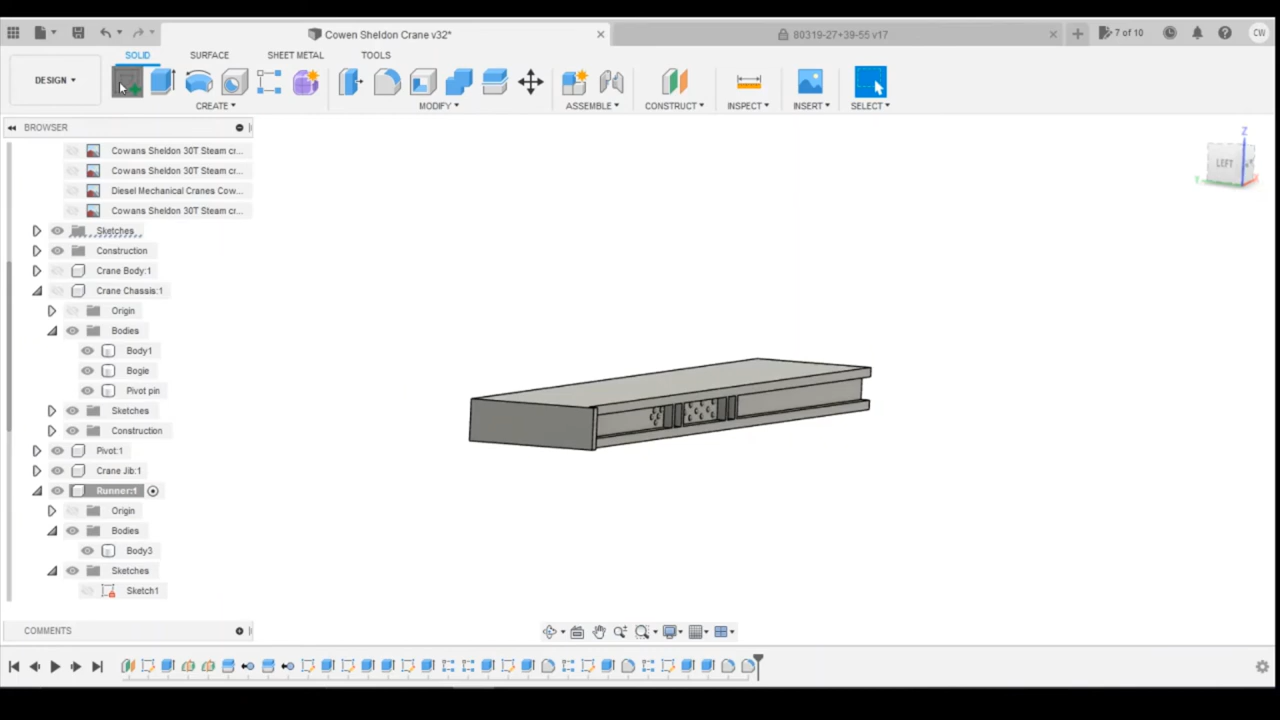 Cowen Sheldon Crane v32*
80319-27+39-55 v17
7 of 10
CW
SOLID
SURFACE
SHEET METAL
TOOLS
DESIGN
CREATE
MODIFY
ASSEMBLE
CONSTRUCT
INSPECT
INSERT
SELECT
BROWSER
Z
LEFT
Y
Cowans Sheldon 30T Steam cr...
Cowans Sheldon 30T Steam cr...
Diesel Mechanical Cranes Cow...
Cowans Sheldon 30T Steam cr...
Sketches
Construction
Crane Body:1
Crane Chassis:1
Origin
Bodies
Body1
Bogie
Pivot pin
Sketches
Construction
Pivot:1
Crane Jib:1
Runner:1
Origin
Bodies
Body3
Sketches
Sketch1
COMMENTS